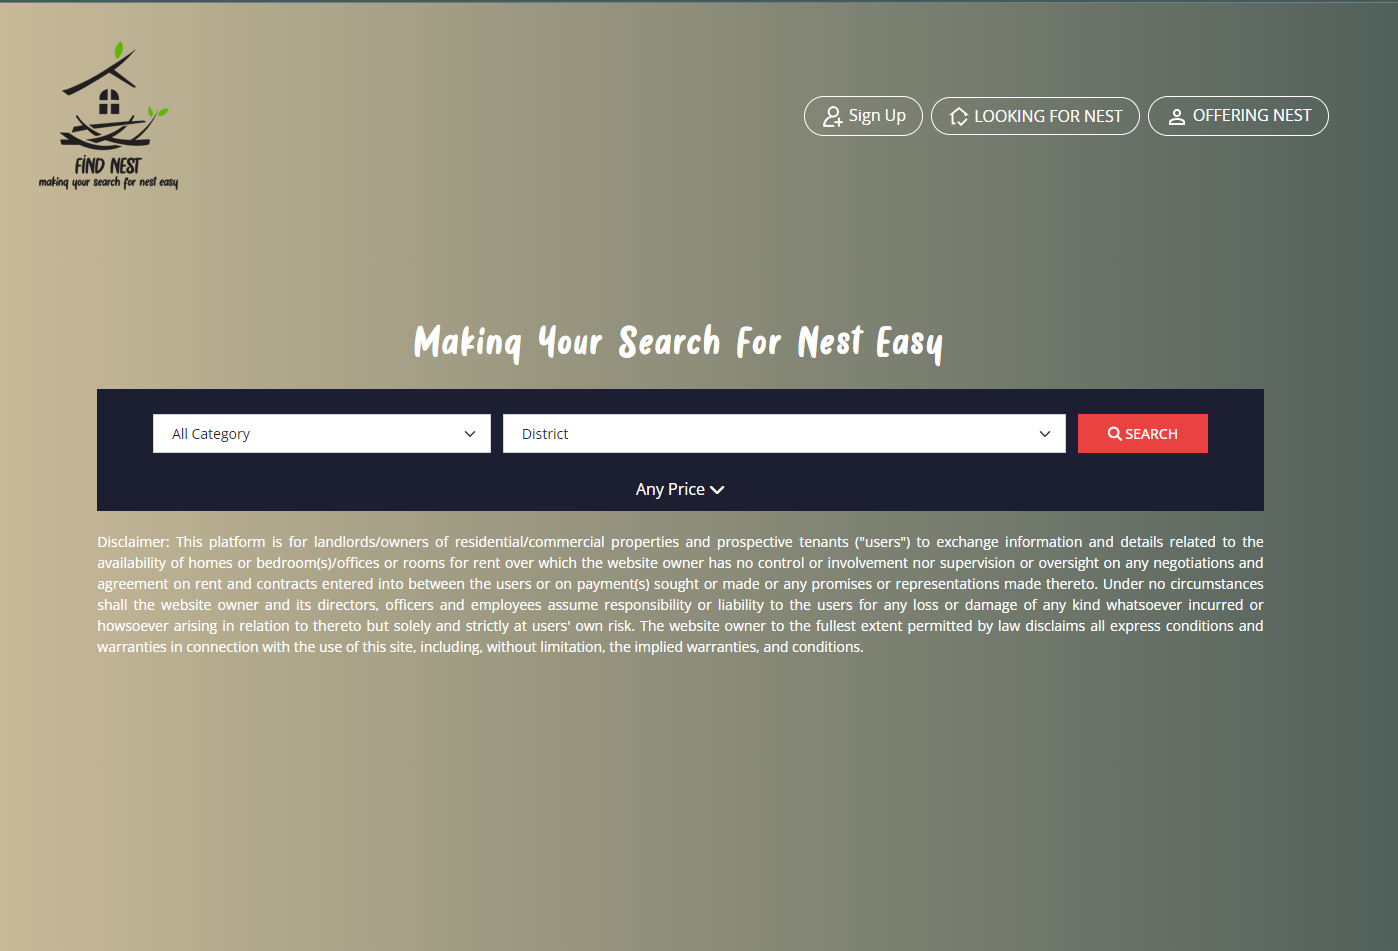 FIND NEST
making your search for nest easy
Sign Up
LOOKING FOR NEST
OFFERING NEST
Making Your Search For Nest Easy
All Category
District
SEARCH
Any Price
Disclaimer: This platform is for landlords/owners of residential/commercial properties and prospective tenants ("users") to exchange information and details related to the
availability of homes or bedroom(s)/offices or rooms for rent over which the website owner has no control or involvement nor supervision or oversight on any negotiations and
agreement on rent and contracts entered into between the users or on payment(s) sought or made or any promises or representations made thereto. Under no circumstances
shall the website owner and its directors, officers and employees assume responsibility or liability to the users for any loss or damage of any kind whatsoever incurred or
howsoever arising in relation to thereto but solely and strictly at users' own risk. The website owner to the fullest extent permitted by law disclaims all express conditions and
warranties in connection with the use of this site, including, without limitation, the implied warranties, and conditions.